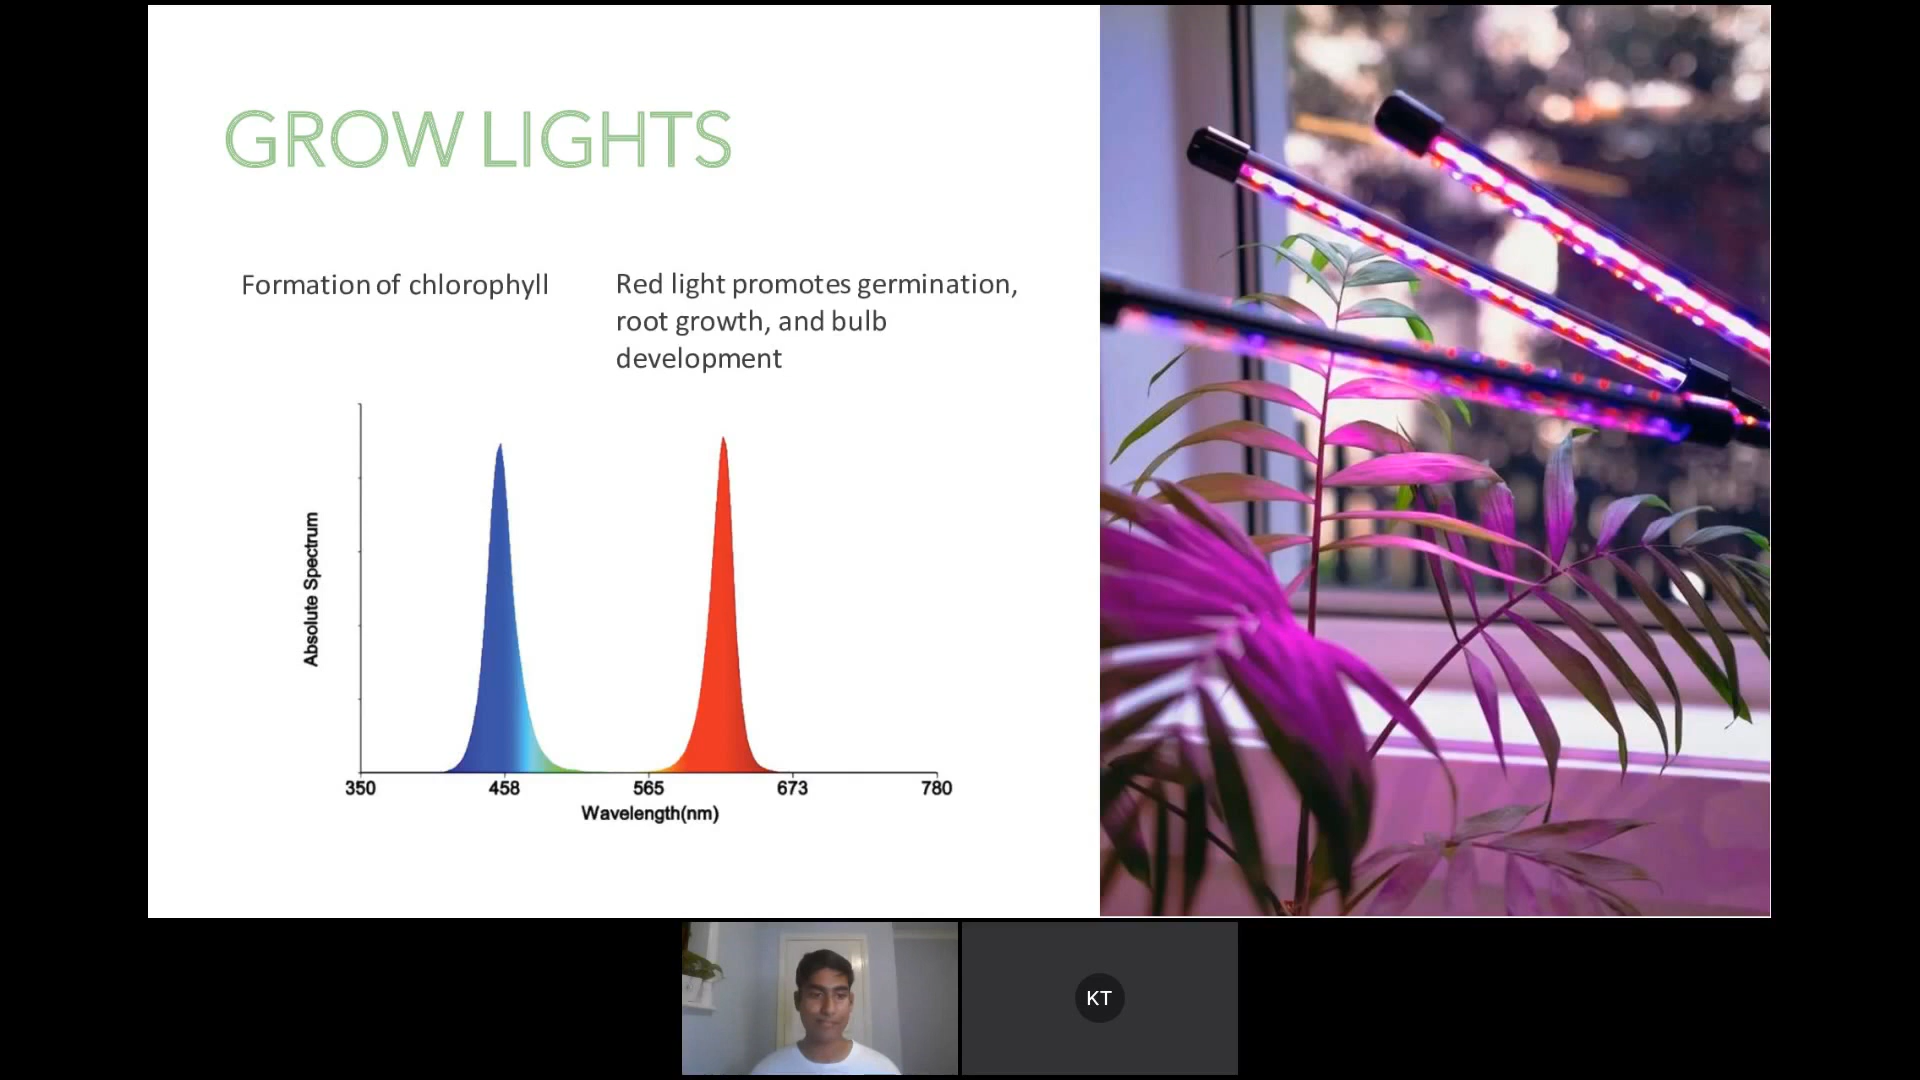 GROW LIGHTS
Formation of chlorophyll
Red light promotes germination,
root growth, and bulb
development
Absolute Spectrum
350 458 565 673 780
Wavelength(nm)
KT